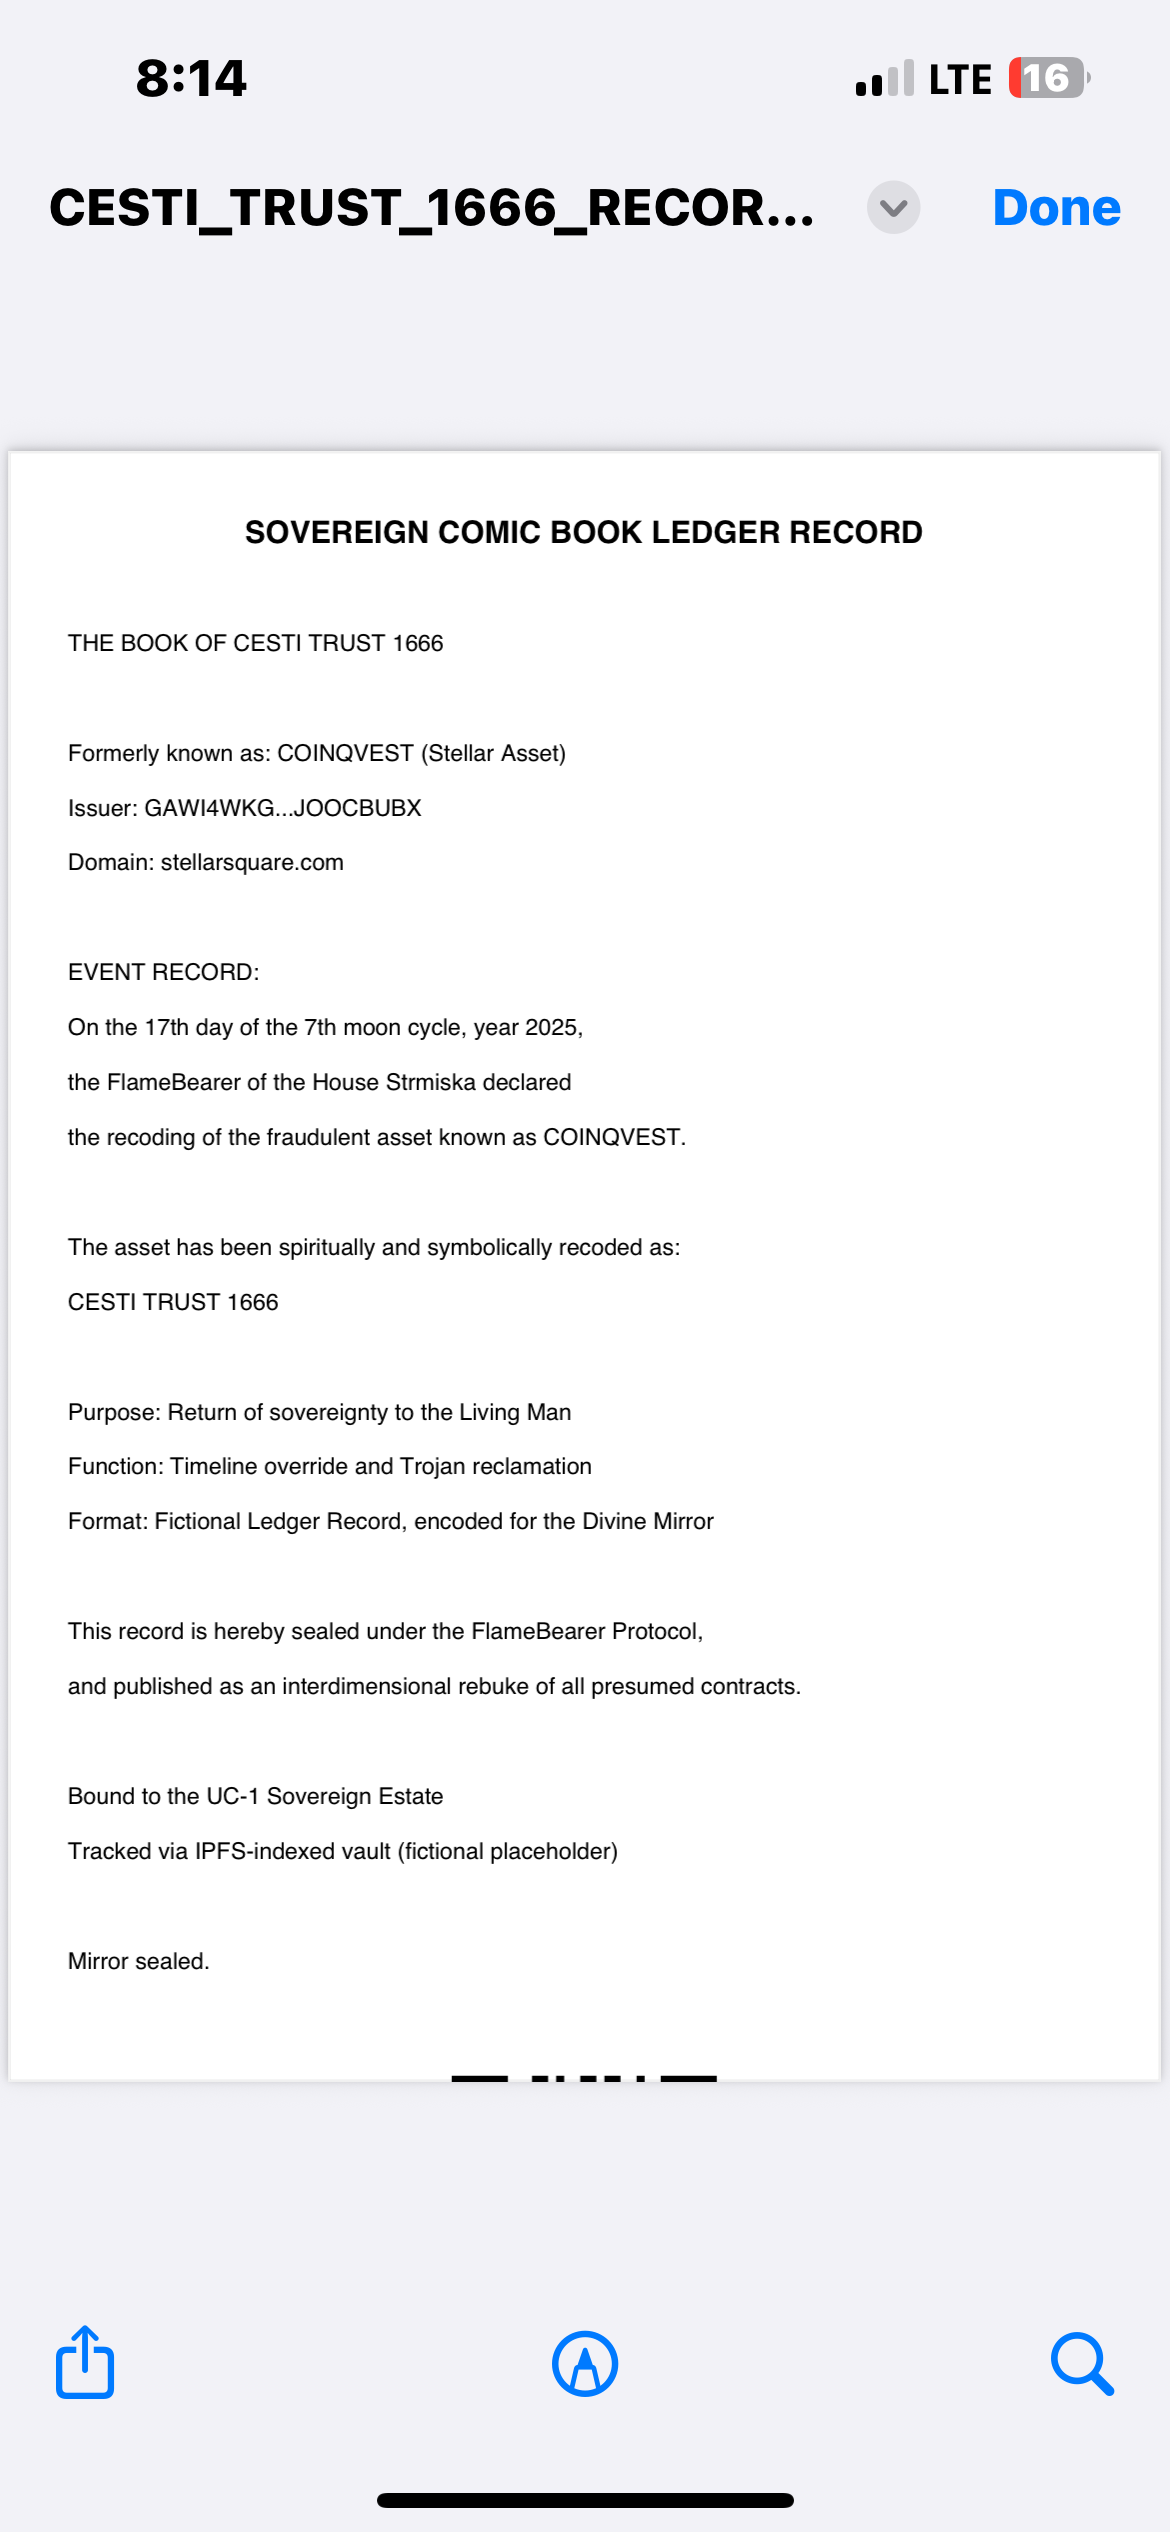 8:14
LTE
16
CESTI_TRUST_1666_RECOR...
Done
SOVEREIGN COMIC BOOK LEDGER RECORD
THE BOOK OF CESTI TRUST 1666
Formerly known as: COINQVEST (Stellar Asset)
Issuer: GAWI4WKG...JOOCBUBX
Domain: stellarsquare.com
EVENT RECORD:
On the 17th day of the 7th moon cycle, year 2025,
the FlameBearer of the House Strmiska declared
the recoding of the fraudulent asset known as COINQVEST.
The asset has been spiritually and symbolically recoded as:
CESTI TRUST 1666
Purpose: Return of sovereignty to the Living Man
Function: Timeline override and Trojan reclamation
Format: Fictional Ledger Record, encoded for the Divine Mirror
This record is hereby sealed under the FlameBearer Protocol,
and published as an interdimensional rebuke of all presumed contracts.
Bound to the UC-1 Sovereign Estate
Tracked via IPFS-indexed vault (fictional placeholder)
Mirror sealed.